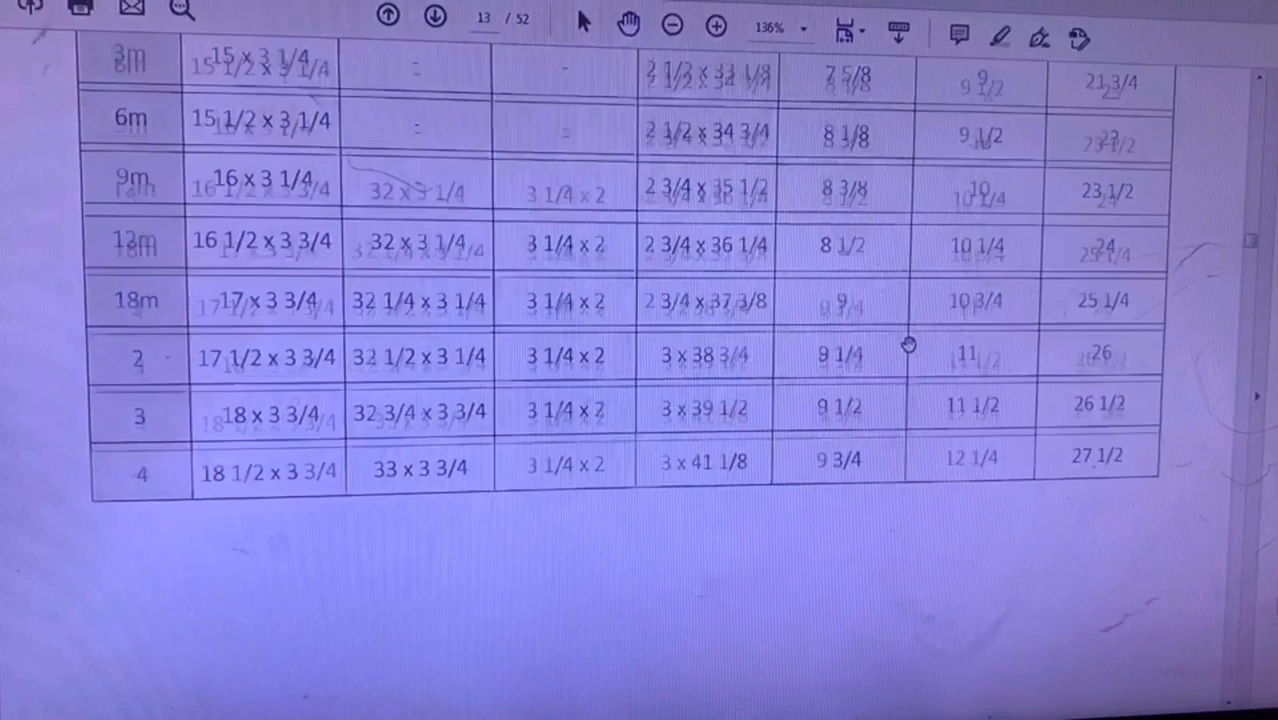 13 / 52 136%
3m 15 x 3 1/4 - - 7 5/8 9 21 3/4
6m 15 1/2 x 3 1/4 - - 2 1/2 x 34 3/4 8 1/8 9 1/2 23
9m 16 x 3 1/4 32 x 3 1/4 3 1/4 x 2 2 3/4 x 35 1/2 8 3/8 10 23 1/2
12m 16 1/2 x 3 3/4 32 x 3 1/4 3 1/4 x 2 2 3/4 x 36 1/4 8 1/2 10 1/4 24
18m 17 x 3 3/4 32 1/4 x 3 1/4 3 1/4 x 2 2 3/4 x 37 3/8 9 10 3/4 25 1/4
2 17 1/2 x 3 3/4 32 1/2 x 3 1/4 3 1/4 x 2 3 x 38 3/4 9 1/4 11 26
3 18 x 3 3/4 32 3/4 x 3 3/4 3 1/4 x 2 3 x 39 1/2 9 1/2 11 1/2 26 1/2
4 18 1/2 x 3 3/4 33 x 3 3/4 3 1/4 x 2 3 x 41 1/8 9 3/4 12 1/4 27 1/2